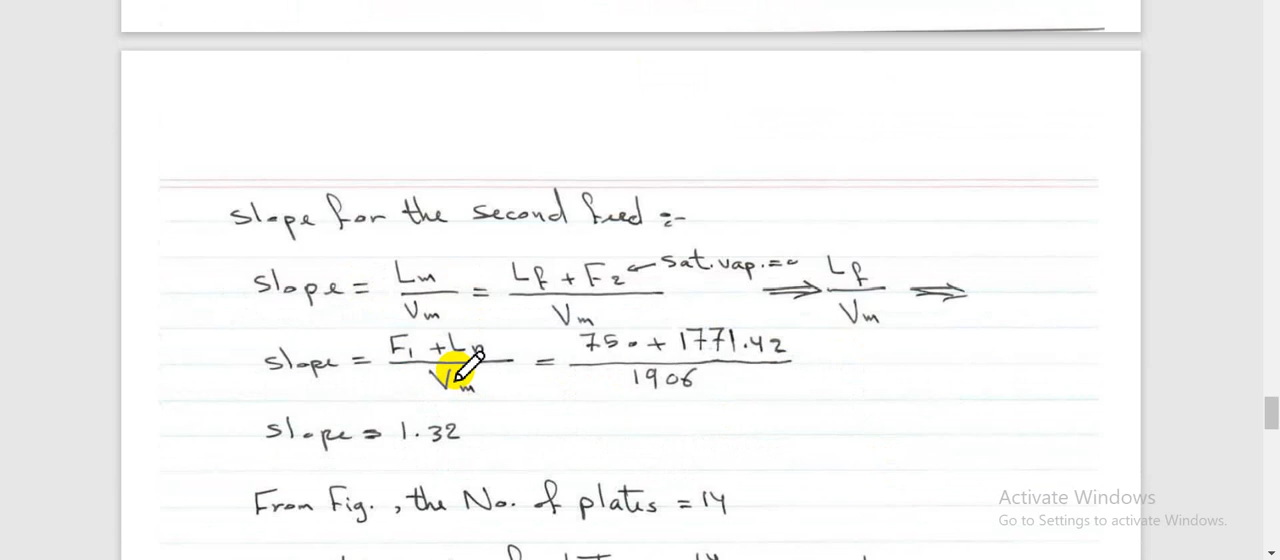 slope for the second feed :-
slope = Lm/Vm = Lf + F2/Vm ← sat. vap. = 0 ⇒ Lf/Vm ⇒
slope = F1 + Ln/Vm = 750 + 1771.42/1906
slope = 1.32
From Fig., the No. of plates = 14
Activate Windows
Go to Settings to activate Windows.